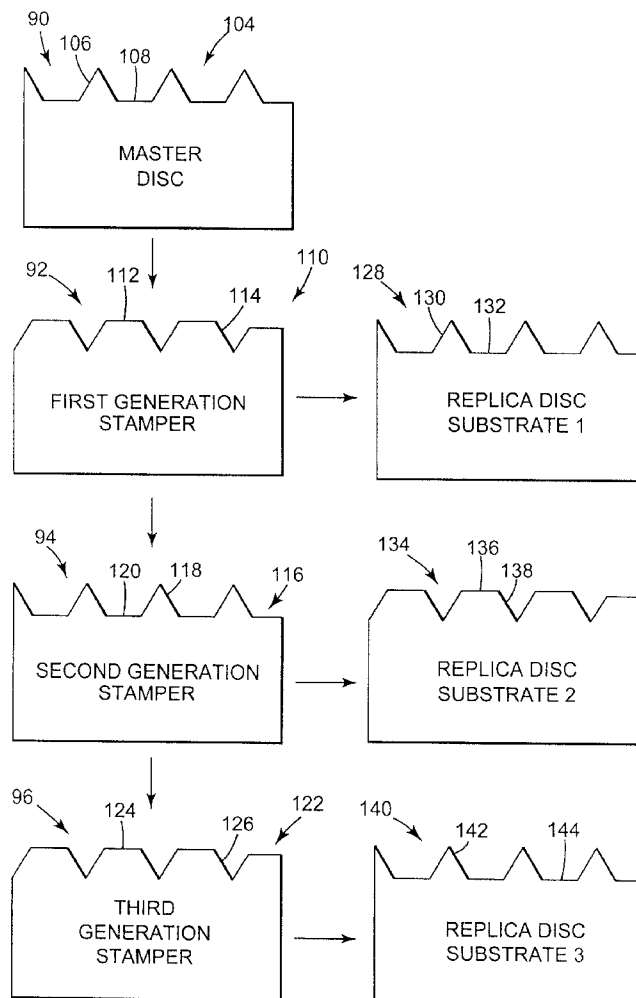 90
104
106
108
MASTER
DISC
92
112
110
114
FIRST GENERATION
STAMPER
128
130
132
REPLICA DISC
SUBSTRATE 1
94
120
118
116
SECOND GENERATION
STAMPER
134
136
138
REPLICA DISC
SUBSTRATE 2
96
124
122
126
THIRD
GENERATION
STAMPER
140
142
144
REPLICA DISC
SUBSTRATE 3